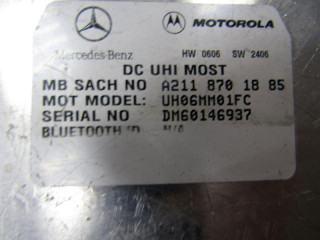 MOTOROLA
Mercedes-Benz HW 0606 SW 2406
DC UHI MOST
MB SACH NO A211 870 18 85
MOT MODEL: UH06MM01FC
SERIAL NO DM60146937
BLUETOOTH ID N/A